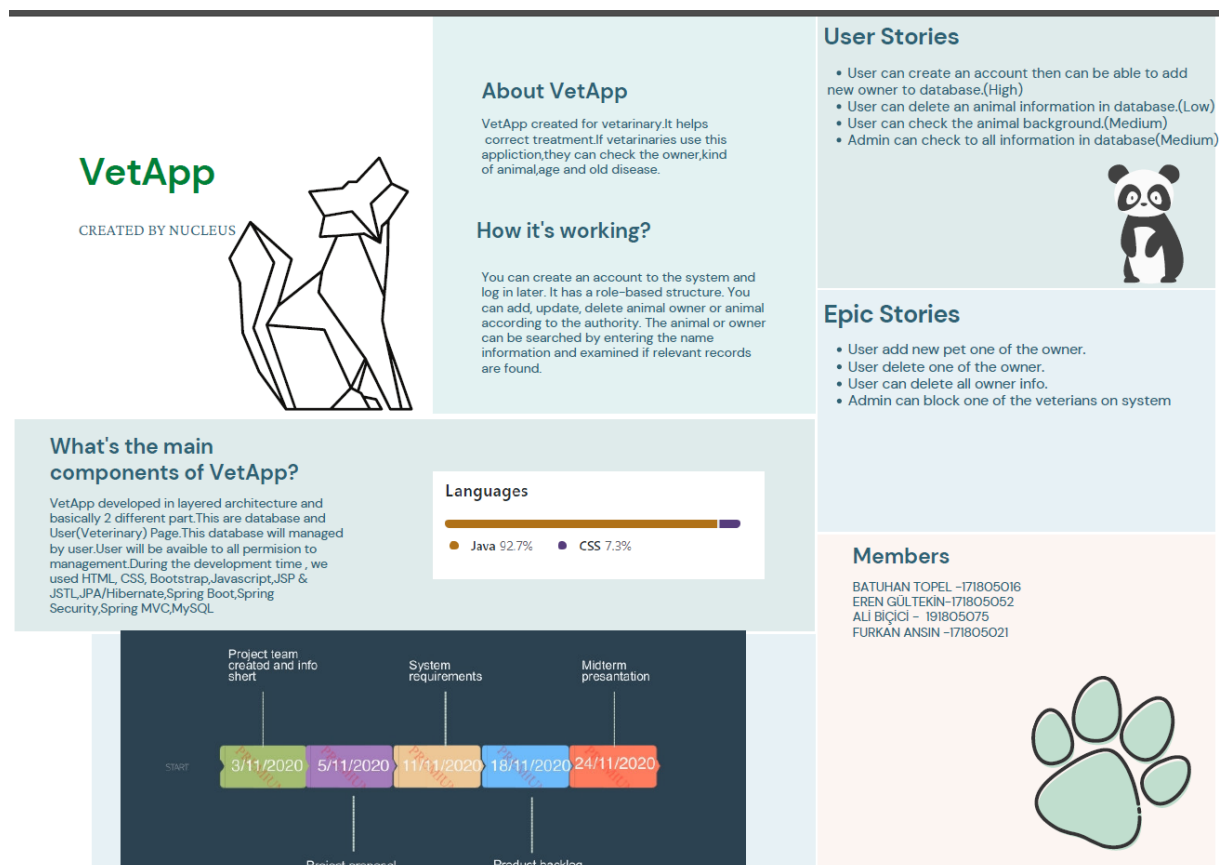 VetApp
CREATED BY NUCLEUS
About VetApp
VetApp created for vetarinary.It helps
correct treatment.If vetarinaries use this
appliction,they can check the owner,kind
of animal,age and old disease.
How it's working?
You can create an account to the system and
log in later. It has a role-based structure. You
can add, update, delete animal owner or animal
according to the authority. The animal or owner
can be searched by entering the name
information and examined if relevant records
are found.
User Stories
• User can create an account then can be able to add
new owner to database.(High)
• User can delete an animal information in database.(Low)
• User can check the animal background.(Medium)
• Admin can check to all information in database(Medium)
Epic Stories
• User add new pet one of the owner.
• User delete one of the owner.
• User can delete all owner info.
• Admin can block one of the veterians on system
What's the main
components of VetApp?
VetApp developed in layered architecture and
basically 2 different part.This are database and
User(Veterinary) Page.This database will managed
by user.User will be avaible to all permision to
management.During the development time , we
used HTML, CSS, Bootstrap,Javascript,JSP &
JSTL,JPA/Hibernate,Spring Boot,Spring
Security,Spring MVC,MySQL
Languages
Java 92.7%
CSS 7.3%
Members
BATUHAN TOPEL -171805016
EREN GÜLTEKİN-171805052
ALİ BİÇİCİ - 191805075
FURKAN ANSIN -171805021
Project team
created and info
shert
System
requirements
Midterm
presantation
START
3/11/2020
5/11/2020
11/11/2020
18/11/2020
24/11/2020
PREMIUM
Project proposal
Product backlog